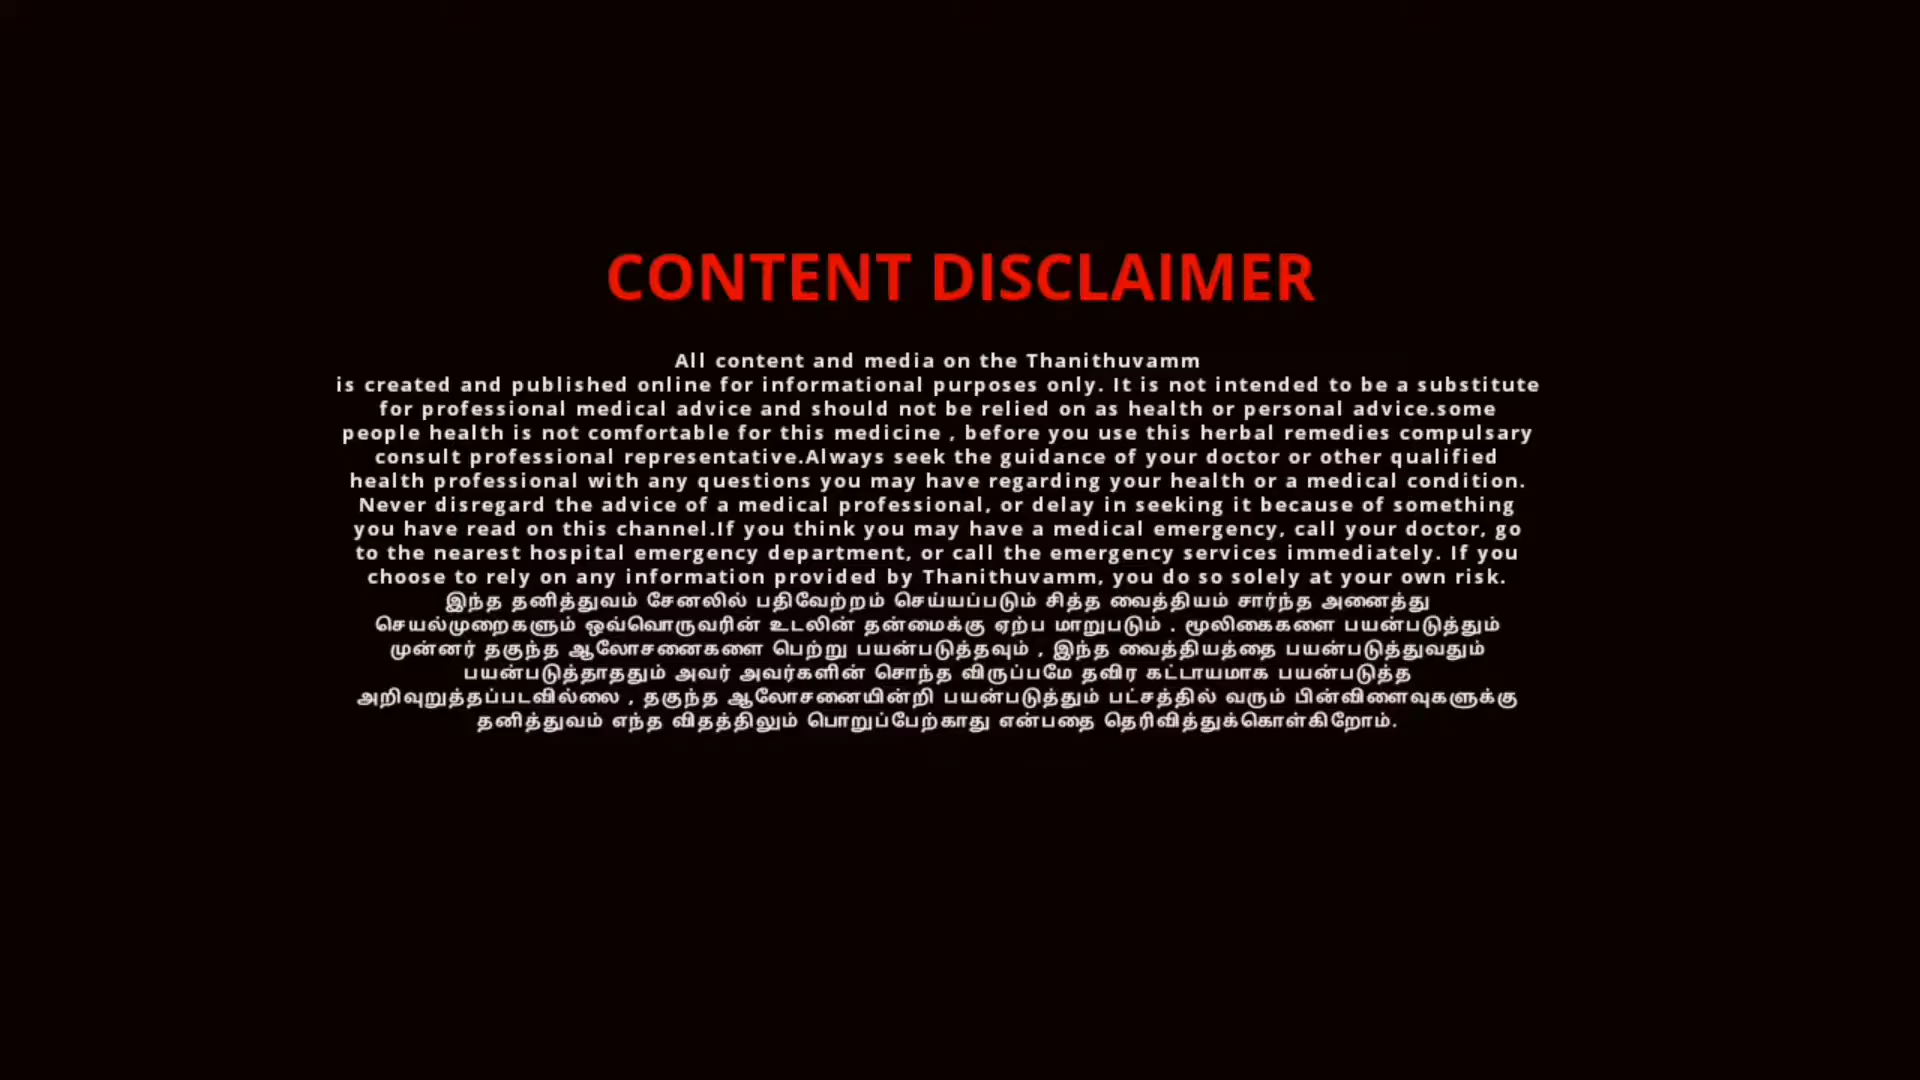 CONTENT DISCLAIMER
All content and media on the Thanithuvamm
is created and published online for informational purposes only. It is not intended to be a substitute
for professional medical advice and should not be relied on as health or personal advice.some
people health is not comfortable for this medicine , before you use this herbal remedies compulsary
consult professional representative.Always seek the guidance of your doctor or other qualified
health professional with any questions you may have regarding your health or a medical condition.
Never disregard the advice of a medical professional, or delay in seeking it because of something
you have read on this channel.If you think you may have a medical emergency, call your doctor, go
to the nearest hospital emergency department, or call the emergency services immediately. If you
choose to rely on any information provided by Thanithuvamm, you do so solely at your own risk.
இந்த தனித்துவம் சேனலில் பதிவேற்றம் செய்யப்படும் சித்த வைத்தியம் சார்ந்த அனைத்து
செயல்முறைகளும் ஒவ்வொருவரின் உடலின் தன்மைக்கு ஏற்ப மாறுபடும் . மூலிகைகளை பயன்படுத்தும்
முன்னர் தகுந்த ஆலோசனைகளை பெற்று பயன்படுத்தவும் , இந்த வைத்தியத்தை பயன்படுத்துவதும்
பயன்படுத்தாததும் அவர் அவர்களின் சொந்த விருப்பமே தவிர கட்டாயமாக பயன்படுத்த
அறிவுறுத்தப்படவில்லை , தகுந்த ஆலோசனையின்றி பயன்படுத்தும் பட்சத்தில் வரும் பின்விளைவுகளுக்கு
தனித்துவம் எந்த விதத்திலும் பொறுப்பேற்காது என்பதை தெரிவித்துக்கொள்கிறோம்.